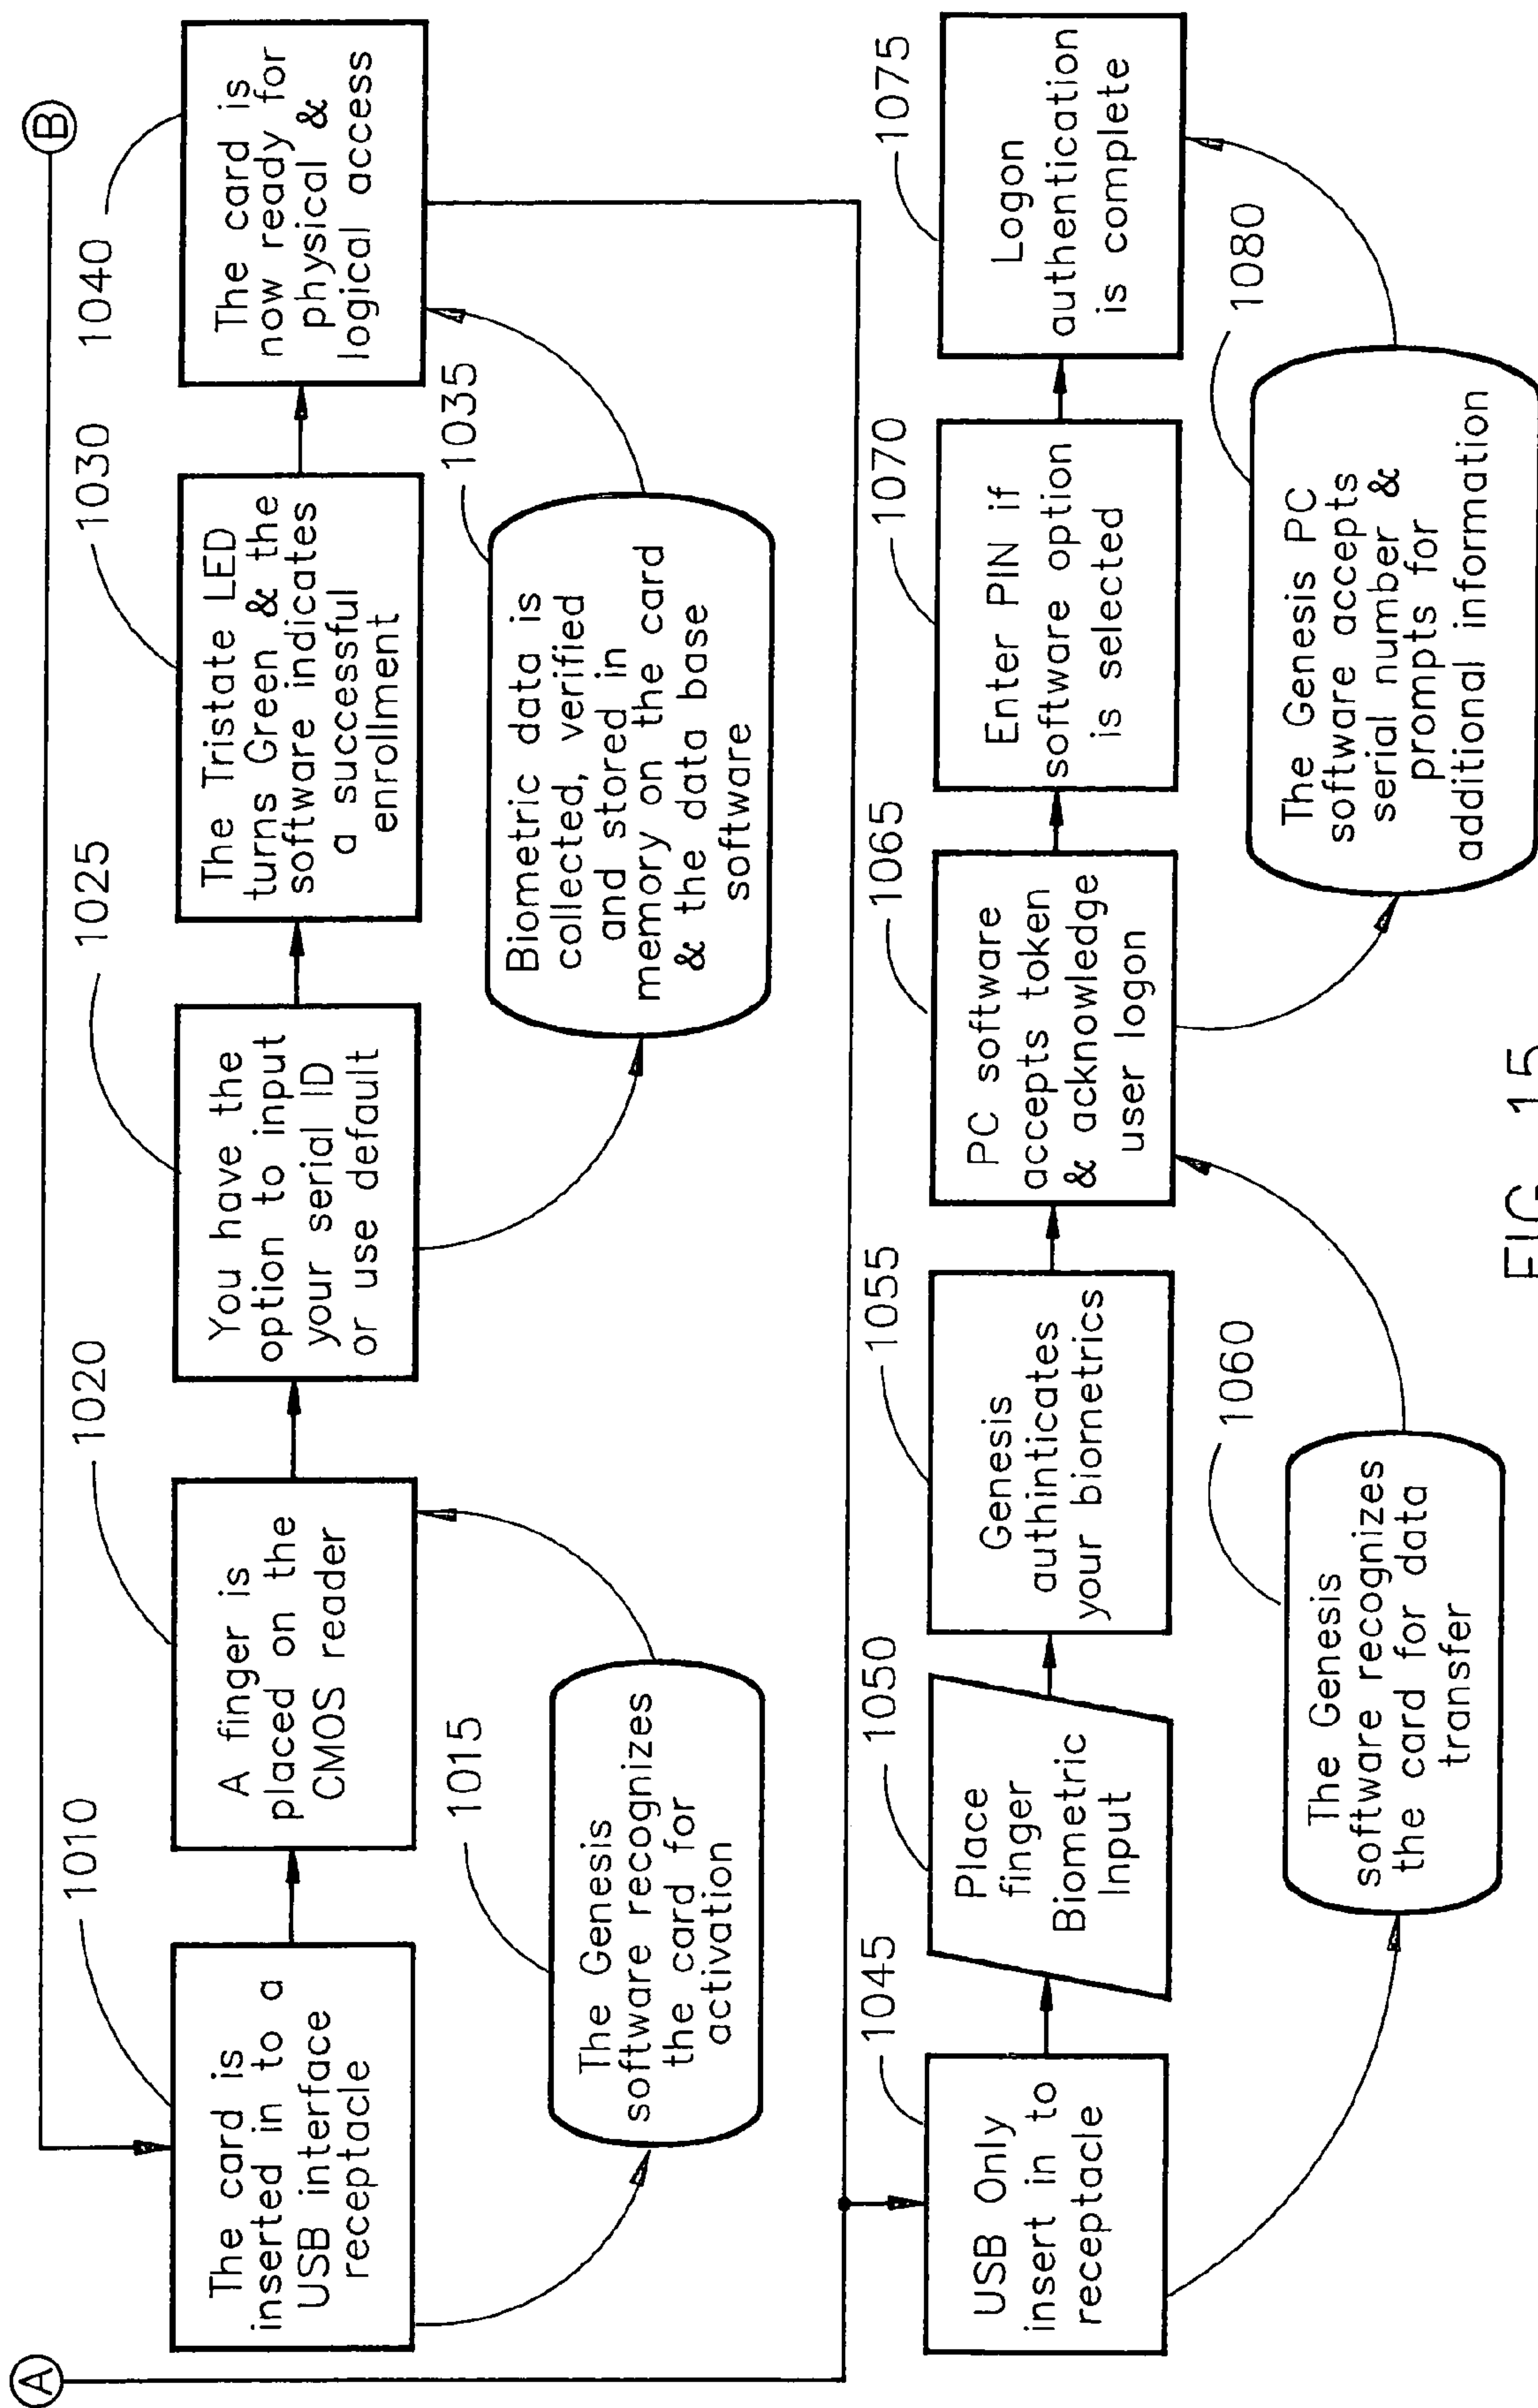 B
1010
The card is
inserted in to a
USB interface
receptacle
1020
A finger is
placed on the
CMOS reader
1025
You have the
option to input
your serial ID
or use default
1030
The Tristate LED
turns Green & the
software indicates
a successful
enrollment
1040
The card is
now ready for
physical &
logical access
1015
The Genesis
software recognizes
the card for
activation
1035
Biometric data is
collected, verified
and stored in
memory on the card
& the data base
software
A
1045
USB Only
insert in to
receptacle
1050
Place
finger
Biometric
Input
1055
Genesis
authinticates
your biometrics
1065
PC software
accepts token
& acknowledge
user logon
1070
Enter PIN if
software option
is selected
1075
Logon
authentication
is complete
1060
The Genesis
software recognizes
the card for data
transfer
1080
The Genesis PC
software accepts
serial number &
prompts for
additional information
FIG. 15